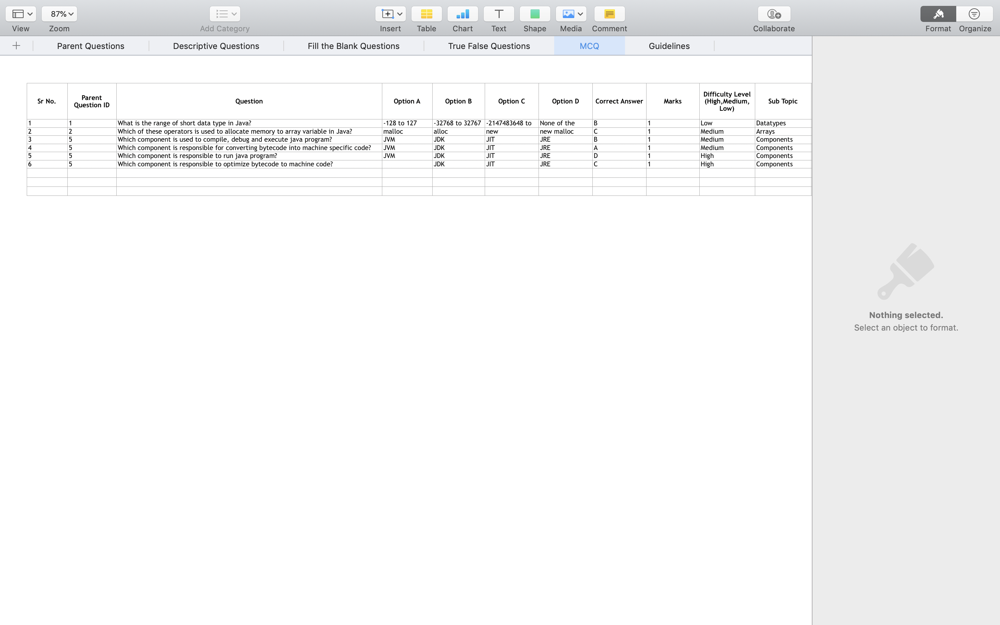 87%
View Zoom Add Category Insert Table Chart Text Shape Media Comment Collaborate Format Organize
Parent Questions Descriptive Questions Fill the Blank Questions True False Questions MCQ Guidelines
Sr No. Parent Question ID Question Option A Option B Option C Option D Correct Answer Marks Difficulty Level (High,Medium, Low) Sub Topic
1 1 What is the range of short data type in Java? -128 to 127 -32768 to 32767 -2147483648 to None of the B 1 Low Datatypes
2 2 Which of these operators is used to allocate memory to array variable in Java? malloc alloc new new malloc C 1 Medium Arrays
3 5 Which component is used to compile, debug and execute java program? JVM JDK JIT JRE B 1 Medium Components
4 5 Which component is responsible for converting bytecode into machine specific code? JVM JDK JIT JRE A 1 Medium Components
5 5 Which component is responsible to run java program? JVM JDK JIT JRE D 1 High Components
6 5 Which component is responsible to optimize bytecode to machine code? JDK JIT JRE C 1 High Components
Nothing selected.
Select an object to format.